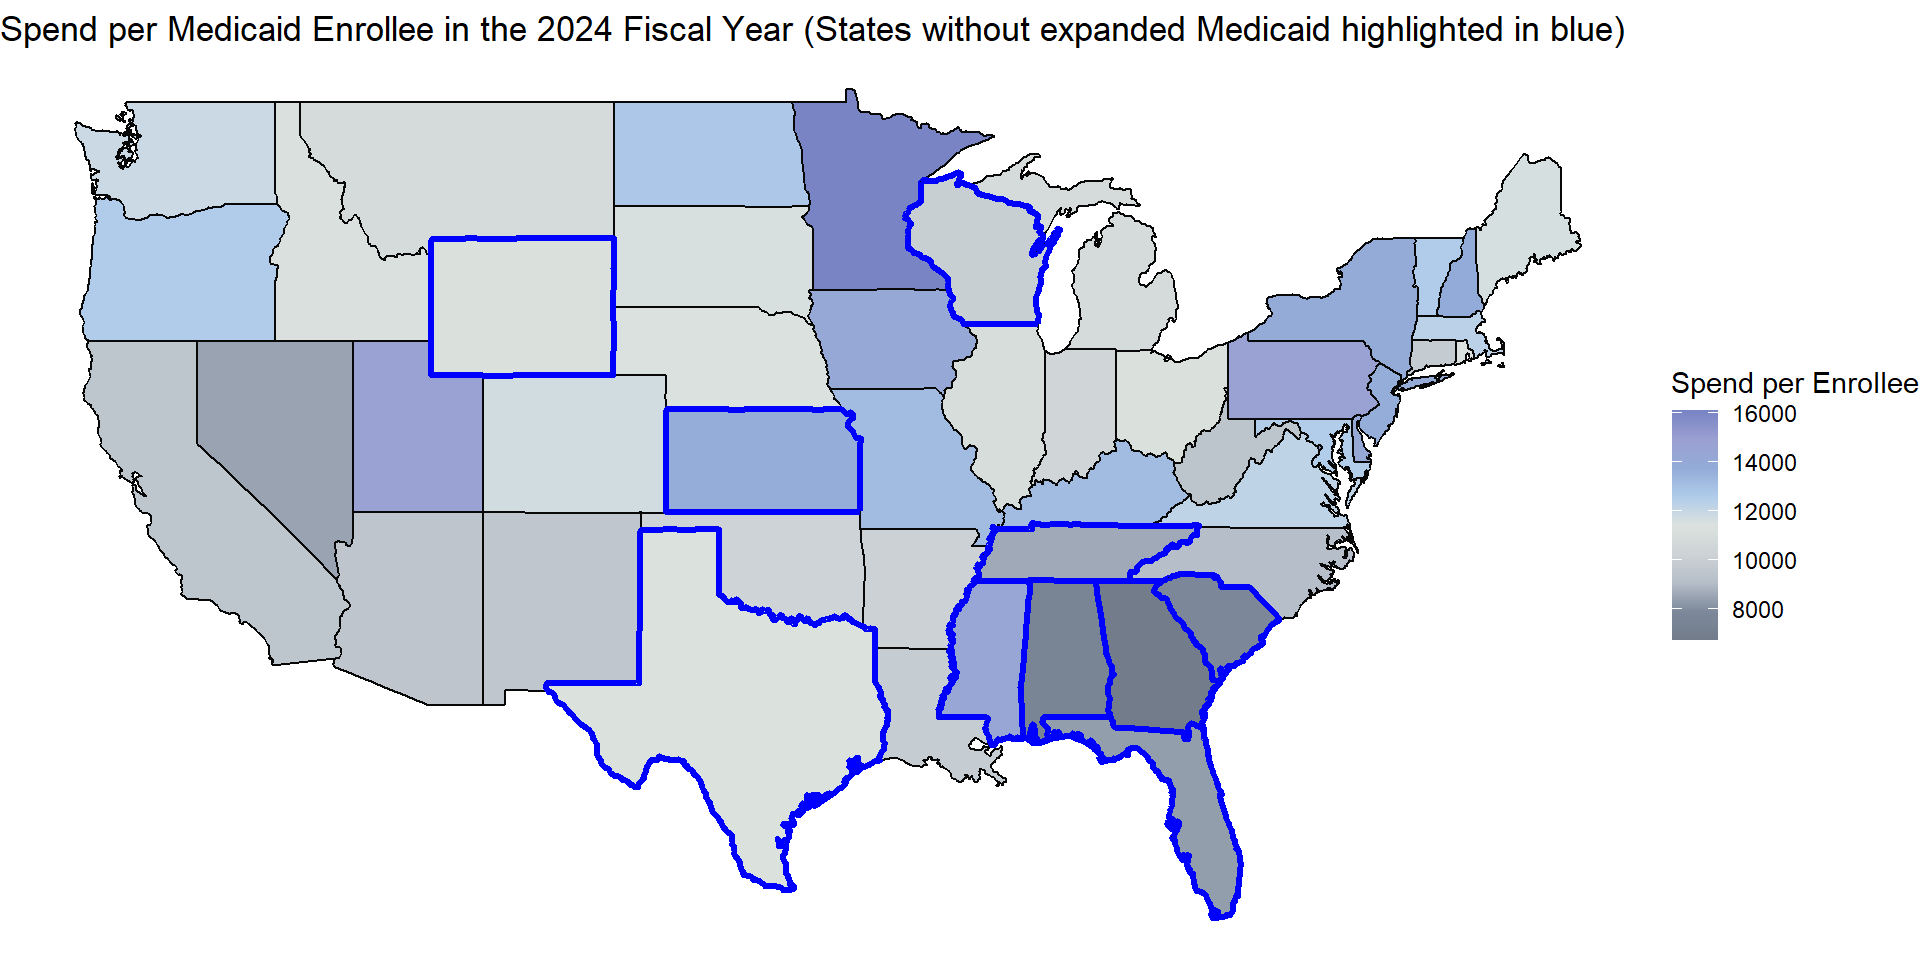 Spend per Medicaid Enrollee in the 2024 Fiscal Year (States without expanded Medicaid highlighted in blue)
Spend per Enrollee
16000
14000
12000
10000
8000